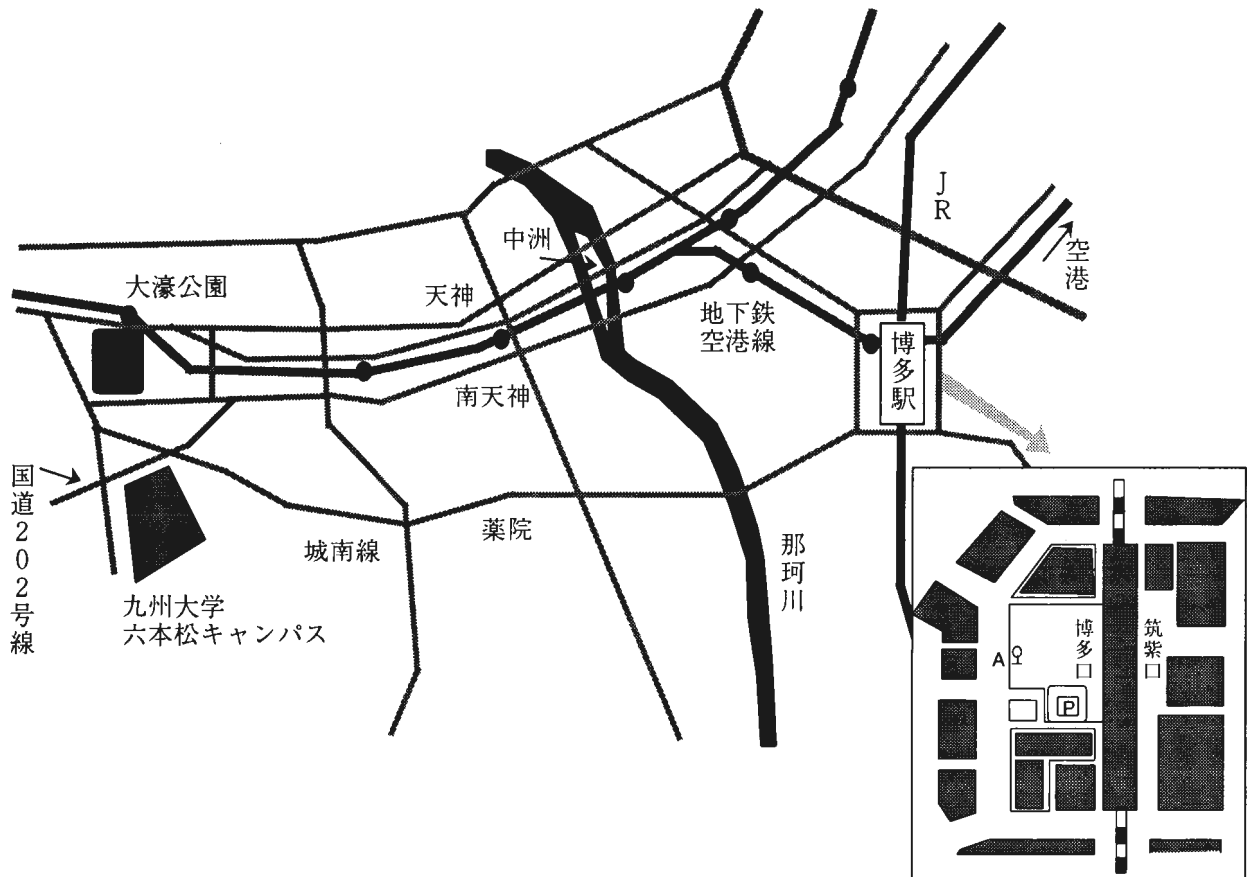 JR
空港
中洲
大濠公園
天神
地下鉄
空港線
博多駅
南天神
国道202号線
城南線
薬院
那珂川
九州大学
六本松キャンパス
博多口
筑紫口
A
P